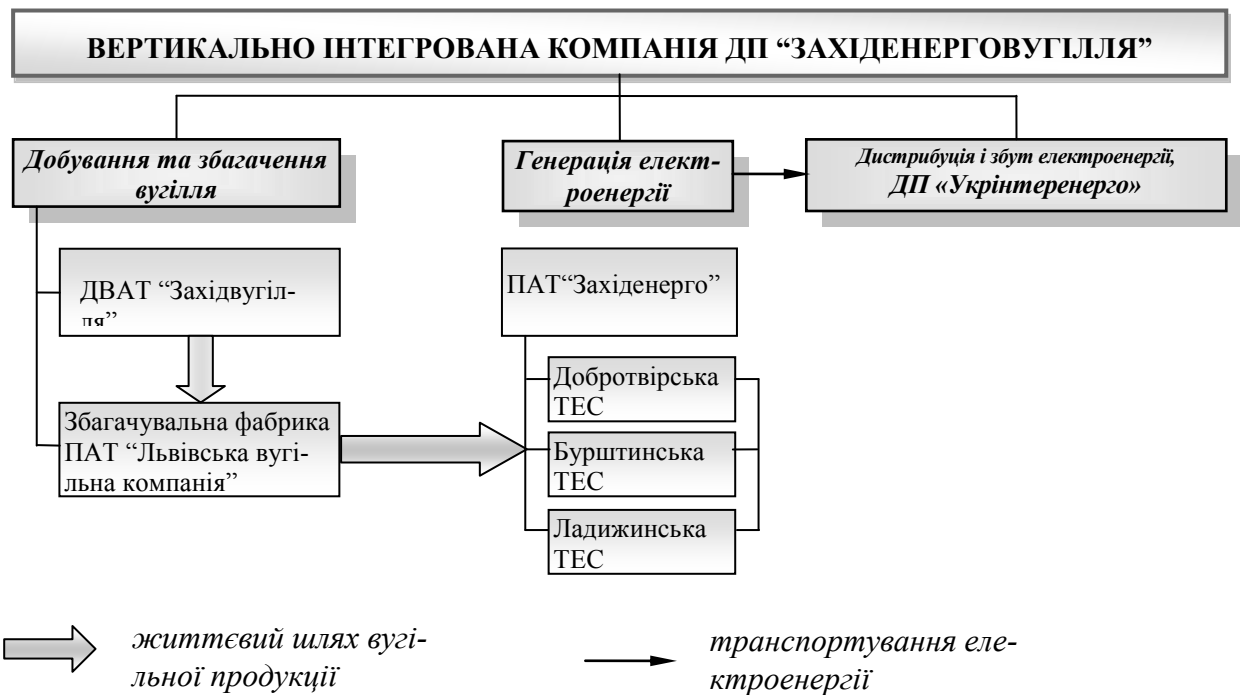 ВЕРТИКАЛЬНО ІНТЕГРОВАНА КОМПАНІЯ ДП “ЗАХІДЕНЕРГОВУГІЛЛЯ”
Добування та збагачення
вугілля
Генерація елект-
роенергії
Дистрибуція і збут електроенергії,
ДП «Укрінтеренерго»
ДВАТ “Західвугіл-
ля”
ПАТ“Західенерго”
Добротвірська
ТЕС
Збагачувальна фабрика
ПАТ “Львівська вугі-
льна компанія”
Бурштинська
ТЕС
Ладижинська
ТЕС
життєвий шлях вугі-
льної продукції
транспортування еле-
ктроенергії